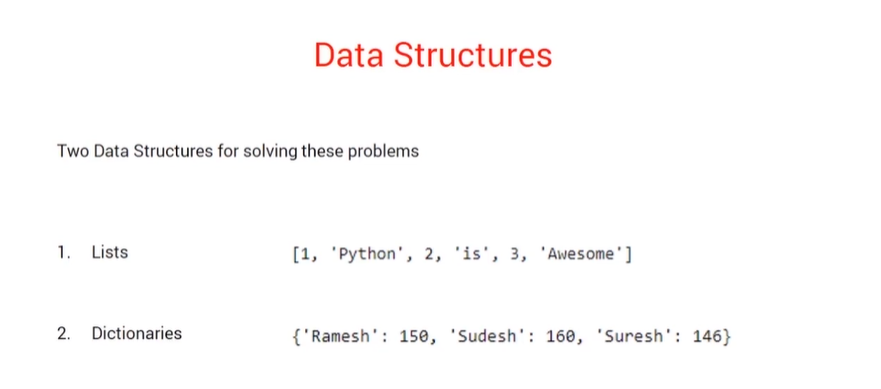 Data Structures
Two Data Structures for solving these problems
1. Lists [1, 'Python', 2, 'is', 3, 'Awesome']
2. Dictionaries {'Ramesh': 150, 'Sudesh': 160, 'Suresh': 146}